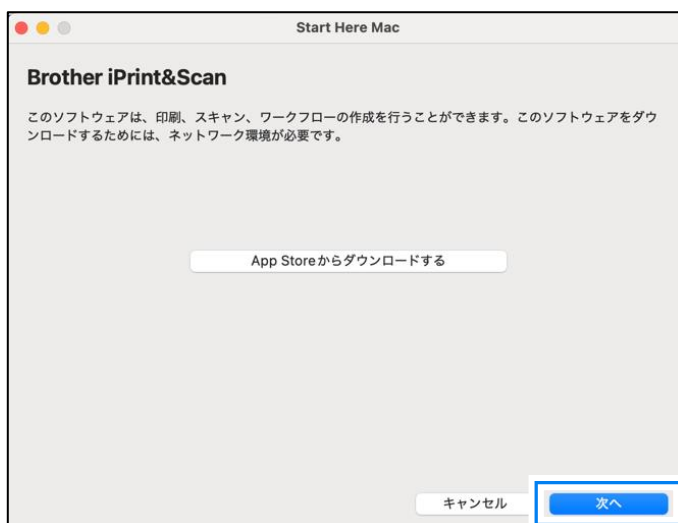 Start Here Mac
Brother iPrint&Scan
このソフトウェアは、印刷、スキャン、ワークフローの作成を行うことができます。このソフトウェアをダウ
ンロードするためには、ネットワーク環境が必要です。
App Storeからダウンロードする
キャンセル
次へ